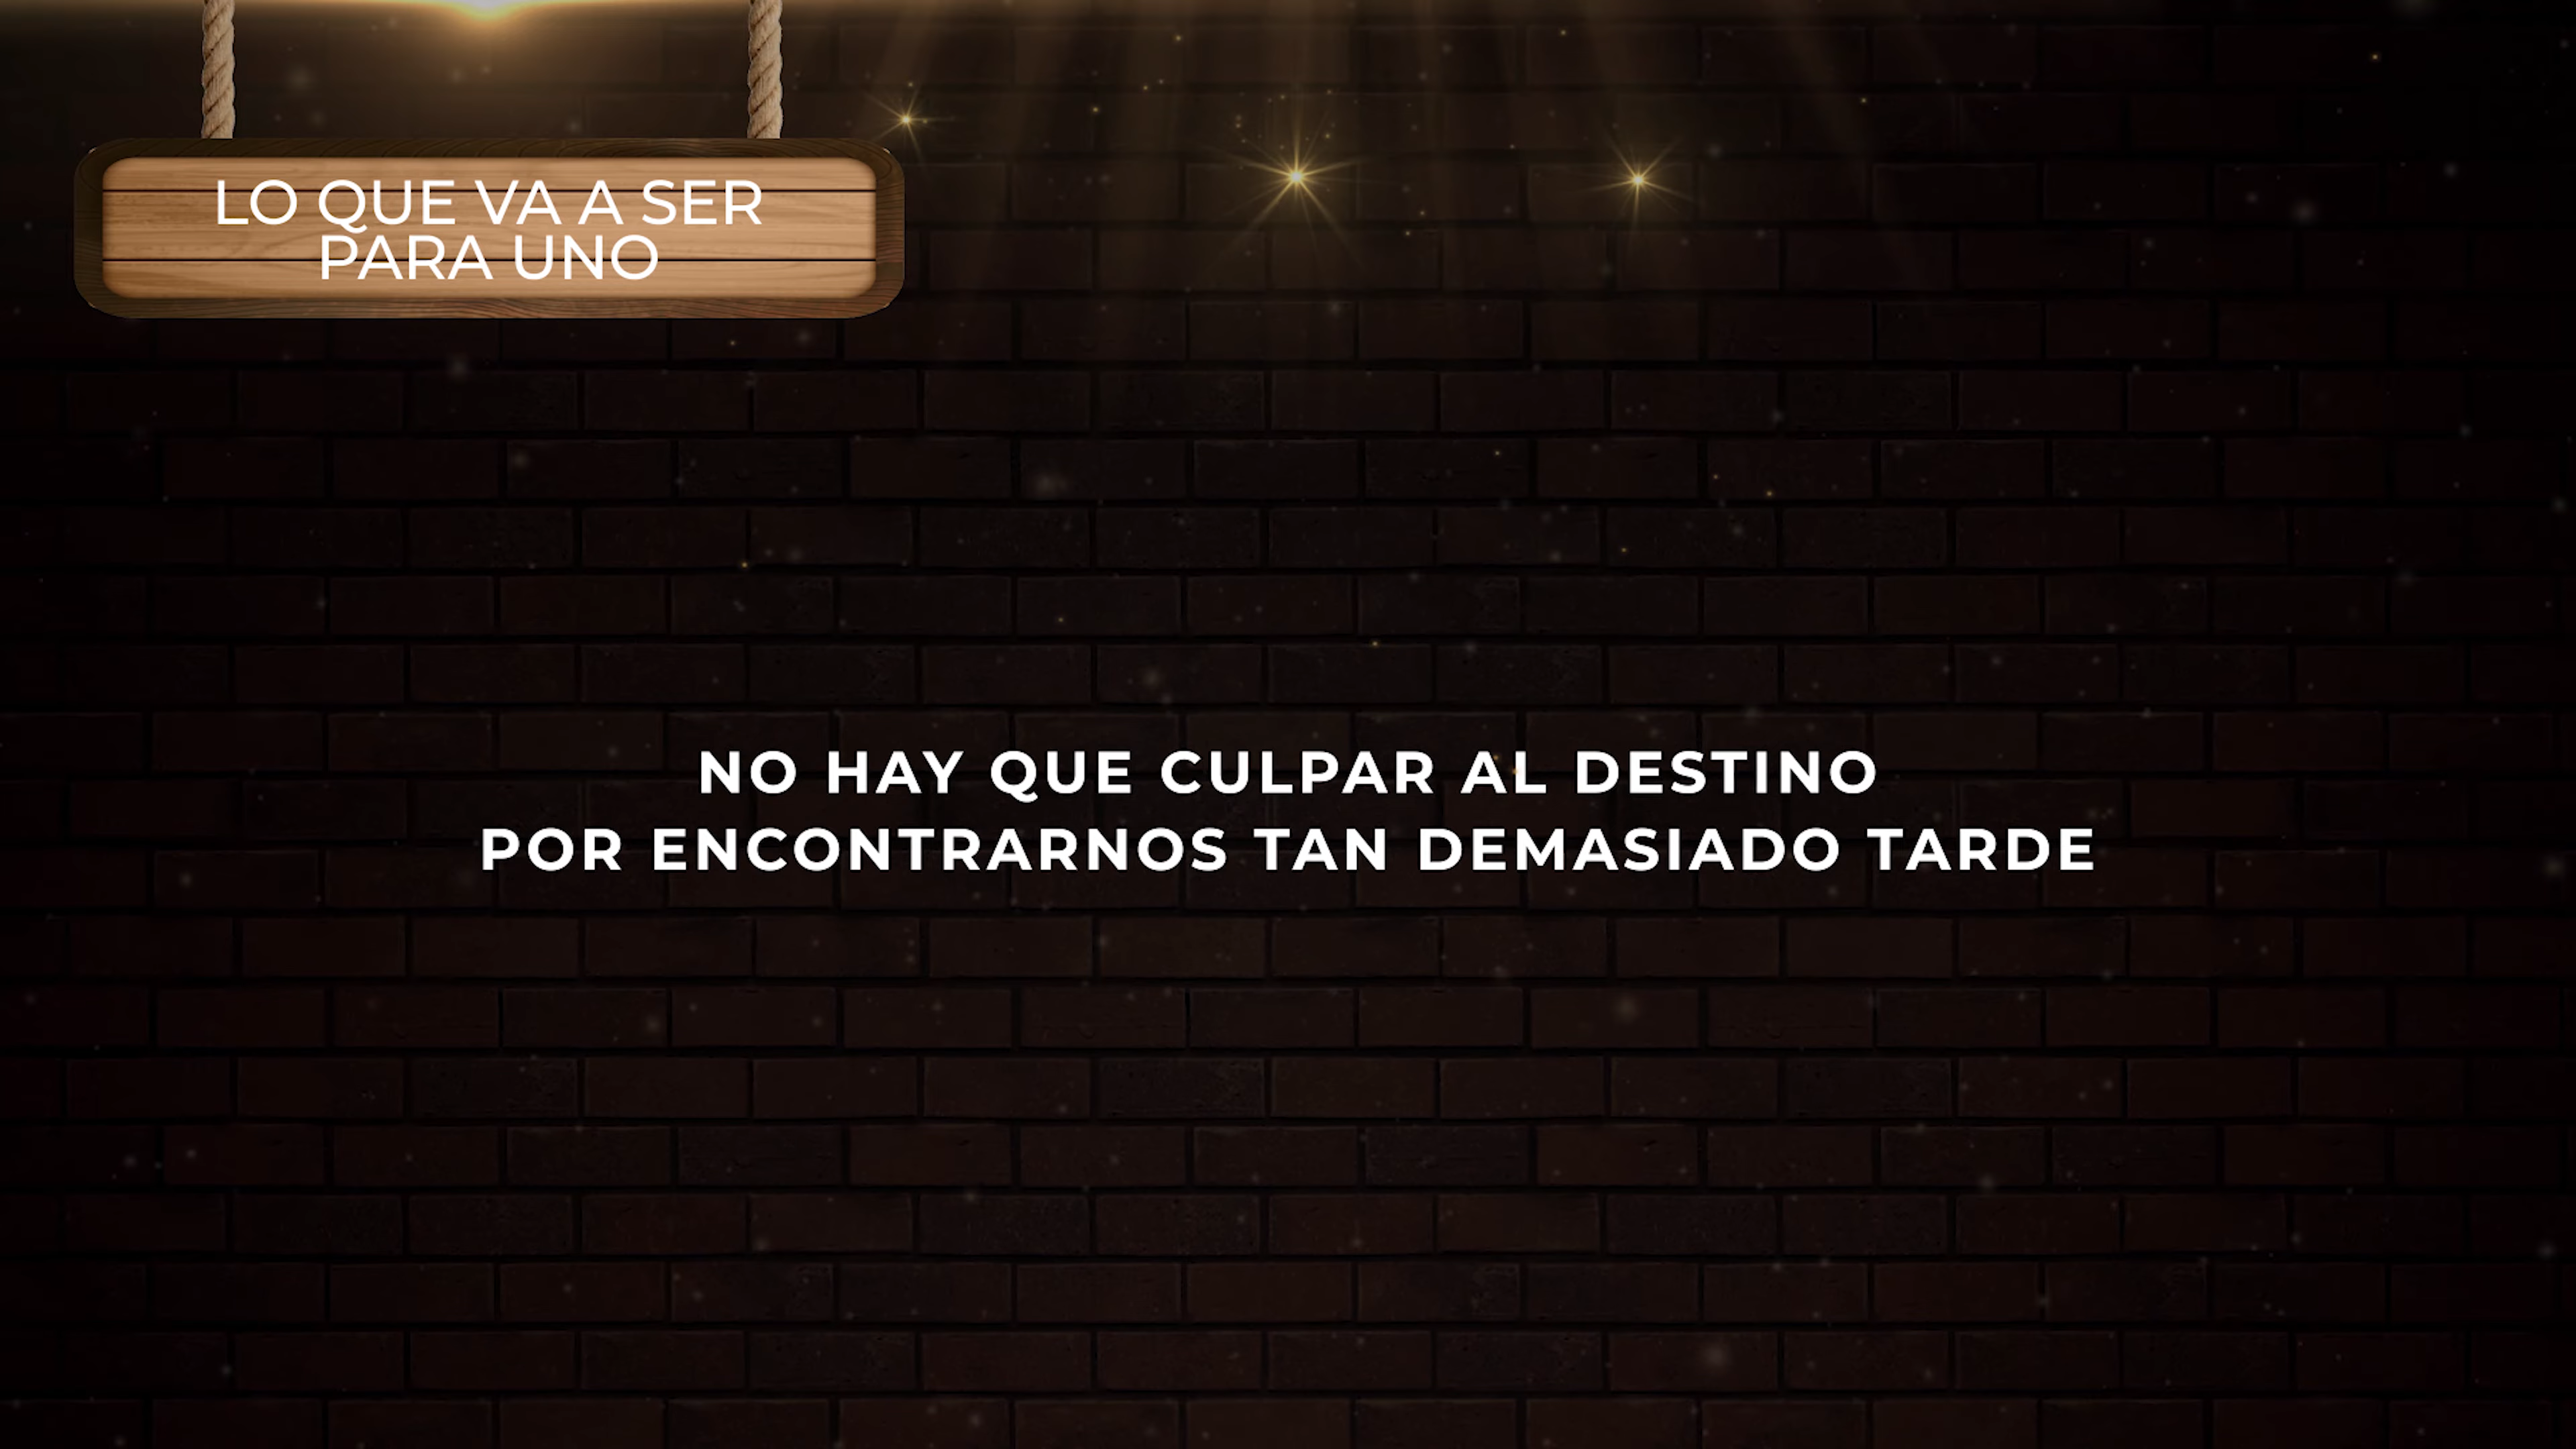 LO QUE VA A SER
PARA UNO
NO HAY QUE CULPAR AL DESTINO
POR ENCONTRARNOS TAN DEMASIADO TARDE